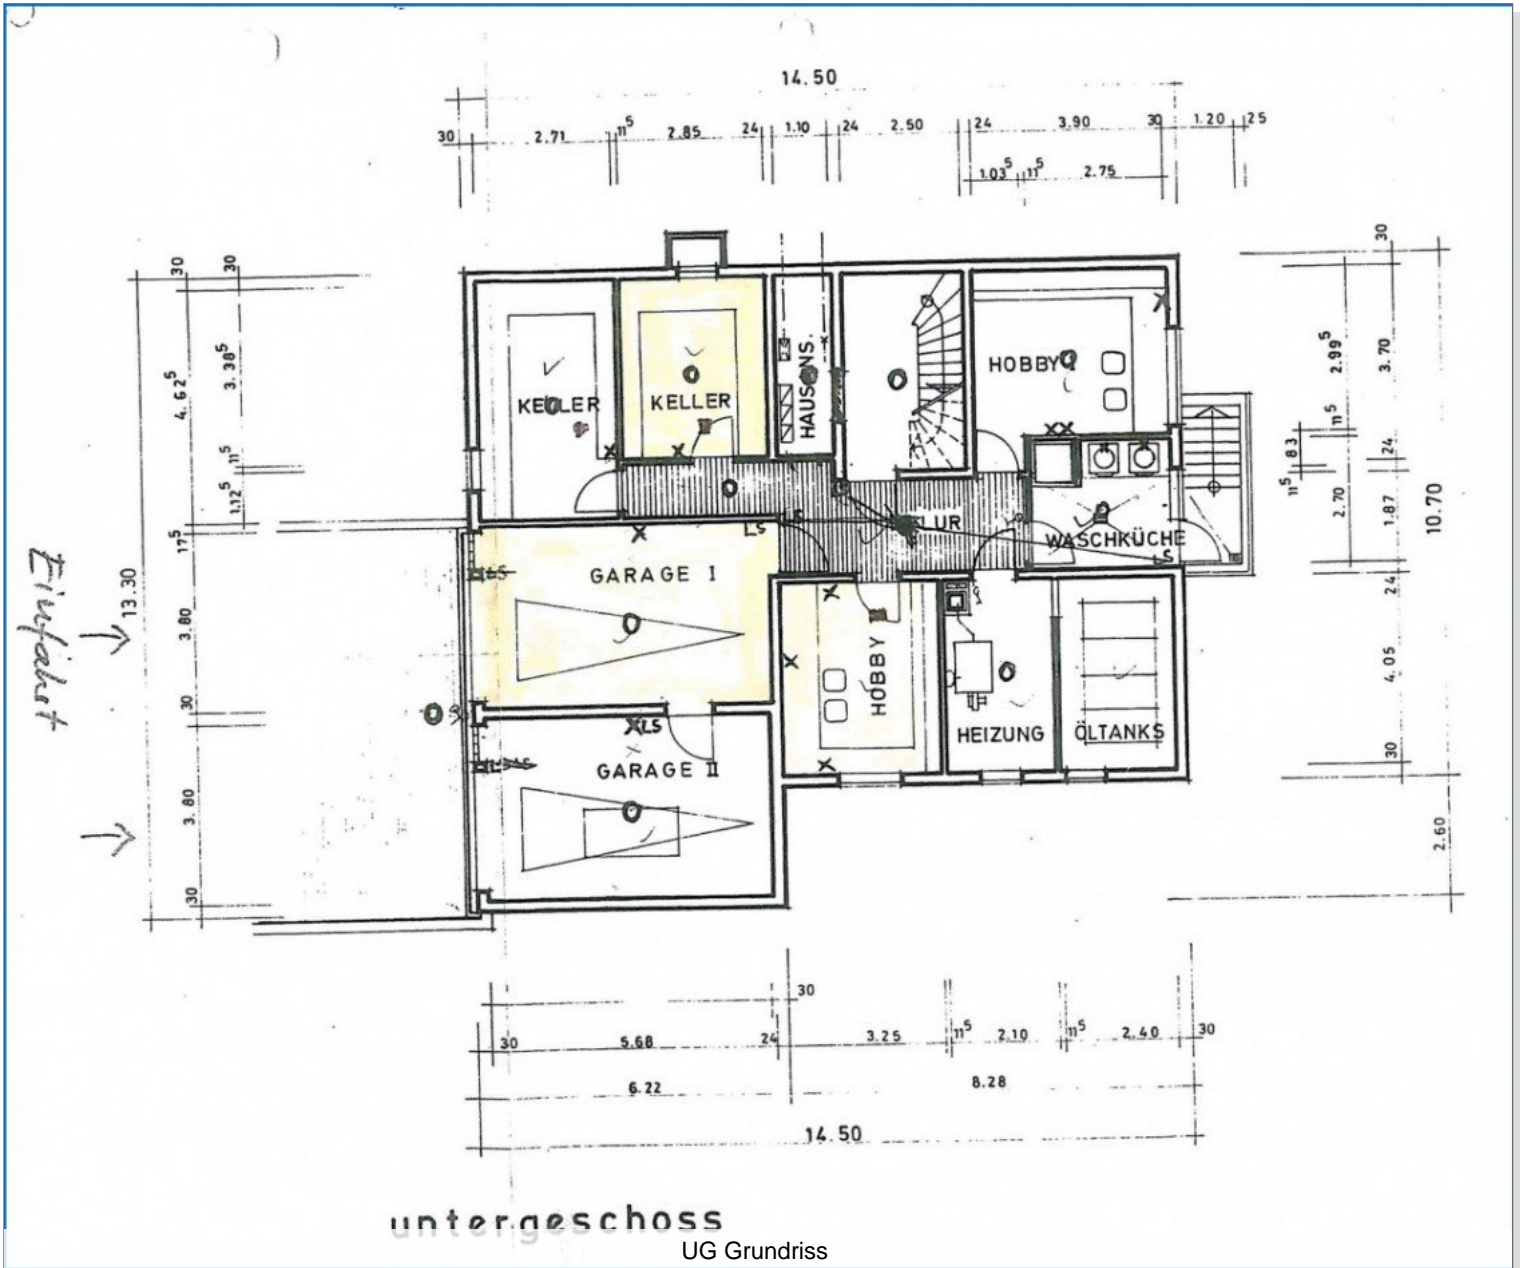 14.50
30 2.71 11⁵ 2.85 24 1.10 24 2.50 24 3.90 30 1.20 25
1.03⁵ 11⁵ 2.75
30 30 30
3.38⁵ 4.62⁵ 11⁵ 1.12⁵ 17⁵
2.99⁵ 3.70 11⁵ 83 24 11⁵ 2.70 1.87 10.70
KELLER
KELLER
HAUSANS.
HOBBY
FLUR
WASCHKÜCHE
LS
LS
LS
GARAGE I
HOBBY
HEIZUNG
ÖLTANKS
LS
GARAGE II
Einfahrt
13.30
3.80
30
3.80
30
24
4.05
30
2.60
30
30 5.68 24 3.25 11⁵ 2.10 11⁵ 2.40 30
6.22 8.28
14.50
untergeschoss
UG Grundriss